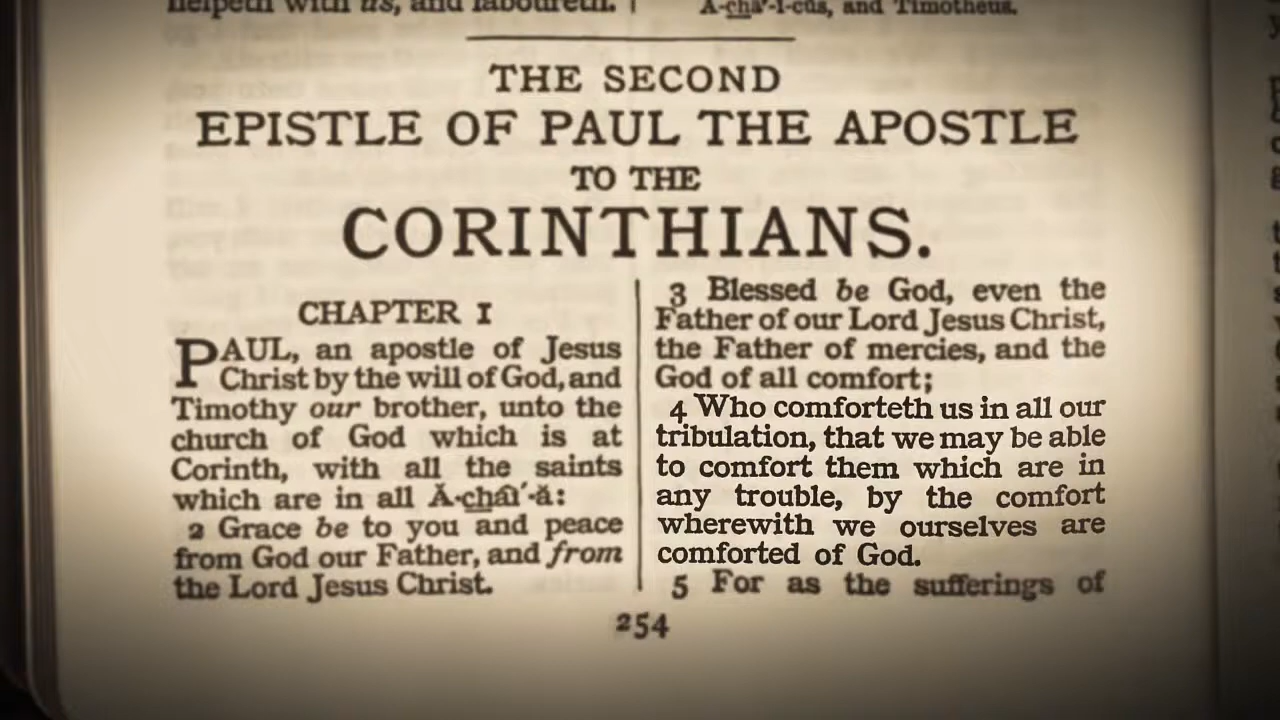 helpeth with us, and laboureth.
A-cha′-i-cŭs, and Timotheus.
THE SECOND
EPISTLE OF PAUL THE APOSTLE
TO THE
CORINTHIANS.
CHAPTER I
PAUL, an apostle of Jesus
Christ by the will of God, and
Timothy our brother, unto the
church of God which is at
Corinth, with all the saints
which are in all Ă-chāi′-ă:
2 Grace be to you and peace
from God our Father, and from
the Lord Jesus Christ.
3 Blessed be God, even the
Father of our Lord Jesus Christ,
the Father of mercies, and the
God of all comfort;
4 Who comforteth us in all our
tribulation, that we may be able
to comfort them which are in
any trouble, by the comfort
wherewith we ourselves are
comforted of God.
5 For as the sufferings of
254